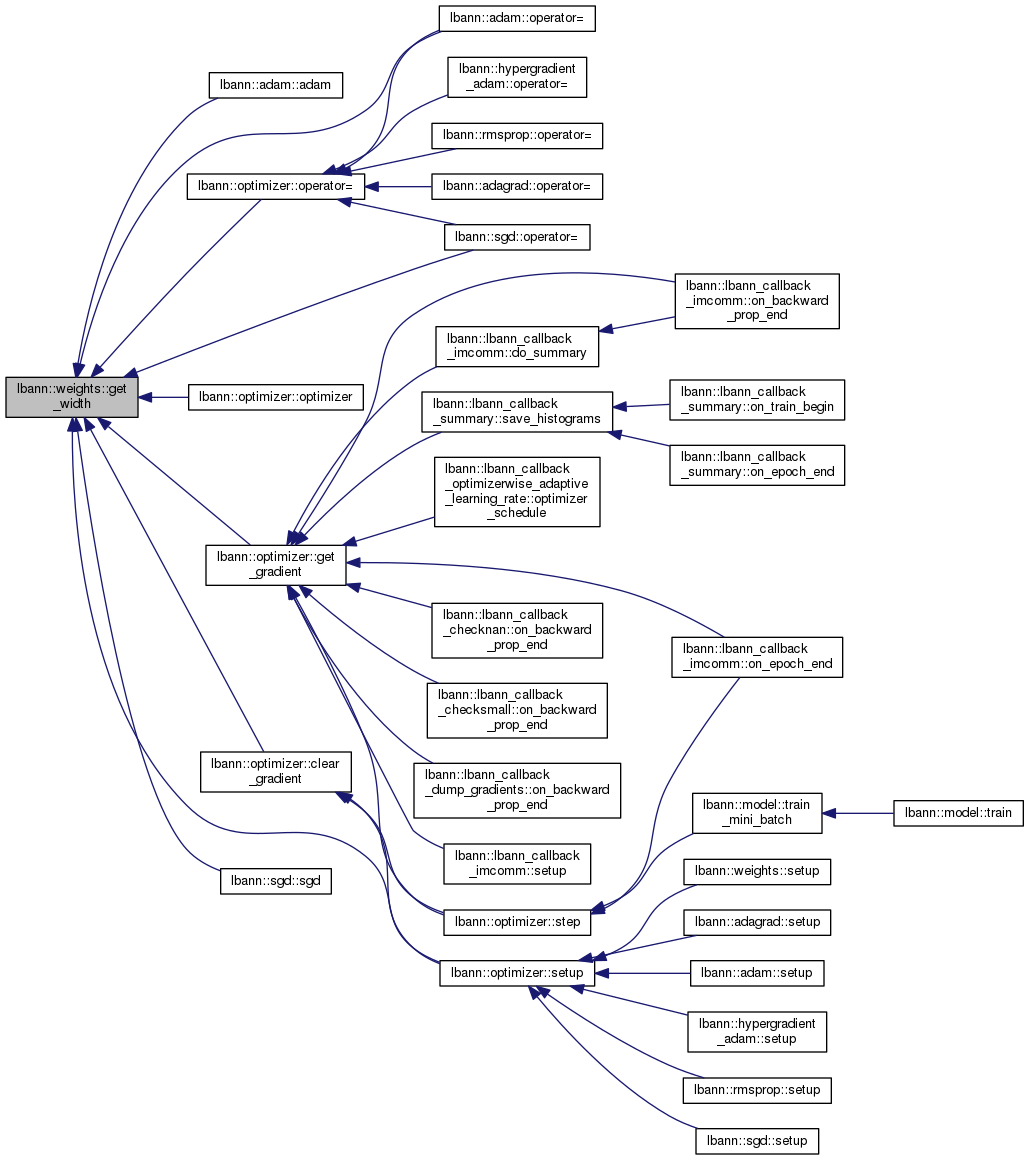 lbann::adam::operator=
lbann::hypergradient
_adam::operator=
lbann::adam::adam
lbann::rmsprop::operator=
lbann::optimizer::operator=
lbann::adagrad::operator=
lbann::sgd::operator=
lbann::lbann_callback
_imcomm::on_backward
_prop_end
lbann::lbann_callback
_imcomm::do_summary
lbann::weights::get
_width
lbann::optimizer::optimizer
lbann::lbann_callback
_summary::save_histograms
lbann::lbann_callback
_summary::on_train_begin
lbann::lbann_callback
_summary::on_epoch_end
lbann::lbann_callback
_optimizerwise_adaptive
_learning_rate::optimizer
_schedule
lbann::optimizer::get
_gradient
lbann::lbann_callback
_checknan::on_backward
_prop_end
lbann::lbann_callback
_imcomm::on_epoch_end
lbann::lbann_callback
_checksmall::on_backward
_prop_end
lbann::optimizer::clear
_gradient
lbann::lbann_callback
_dump_gradients::on_backward
_prop_end
lbann::model::train
_mini_batch
lbann::model::train
lbann::lbann_callback
_imcomm::setup
lbann::weights::setup
lbann::sgd::sgd
lbann::optimizer::step
lbann::adagrad::setup
lbann::optimizer::setup
lbann::adam::setup
lbann::hypergradient
_adam::setup
lbann::rmsprop::setup
lbann::sgd::setup